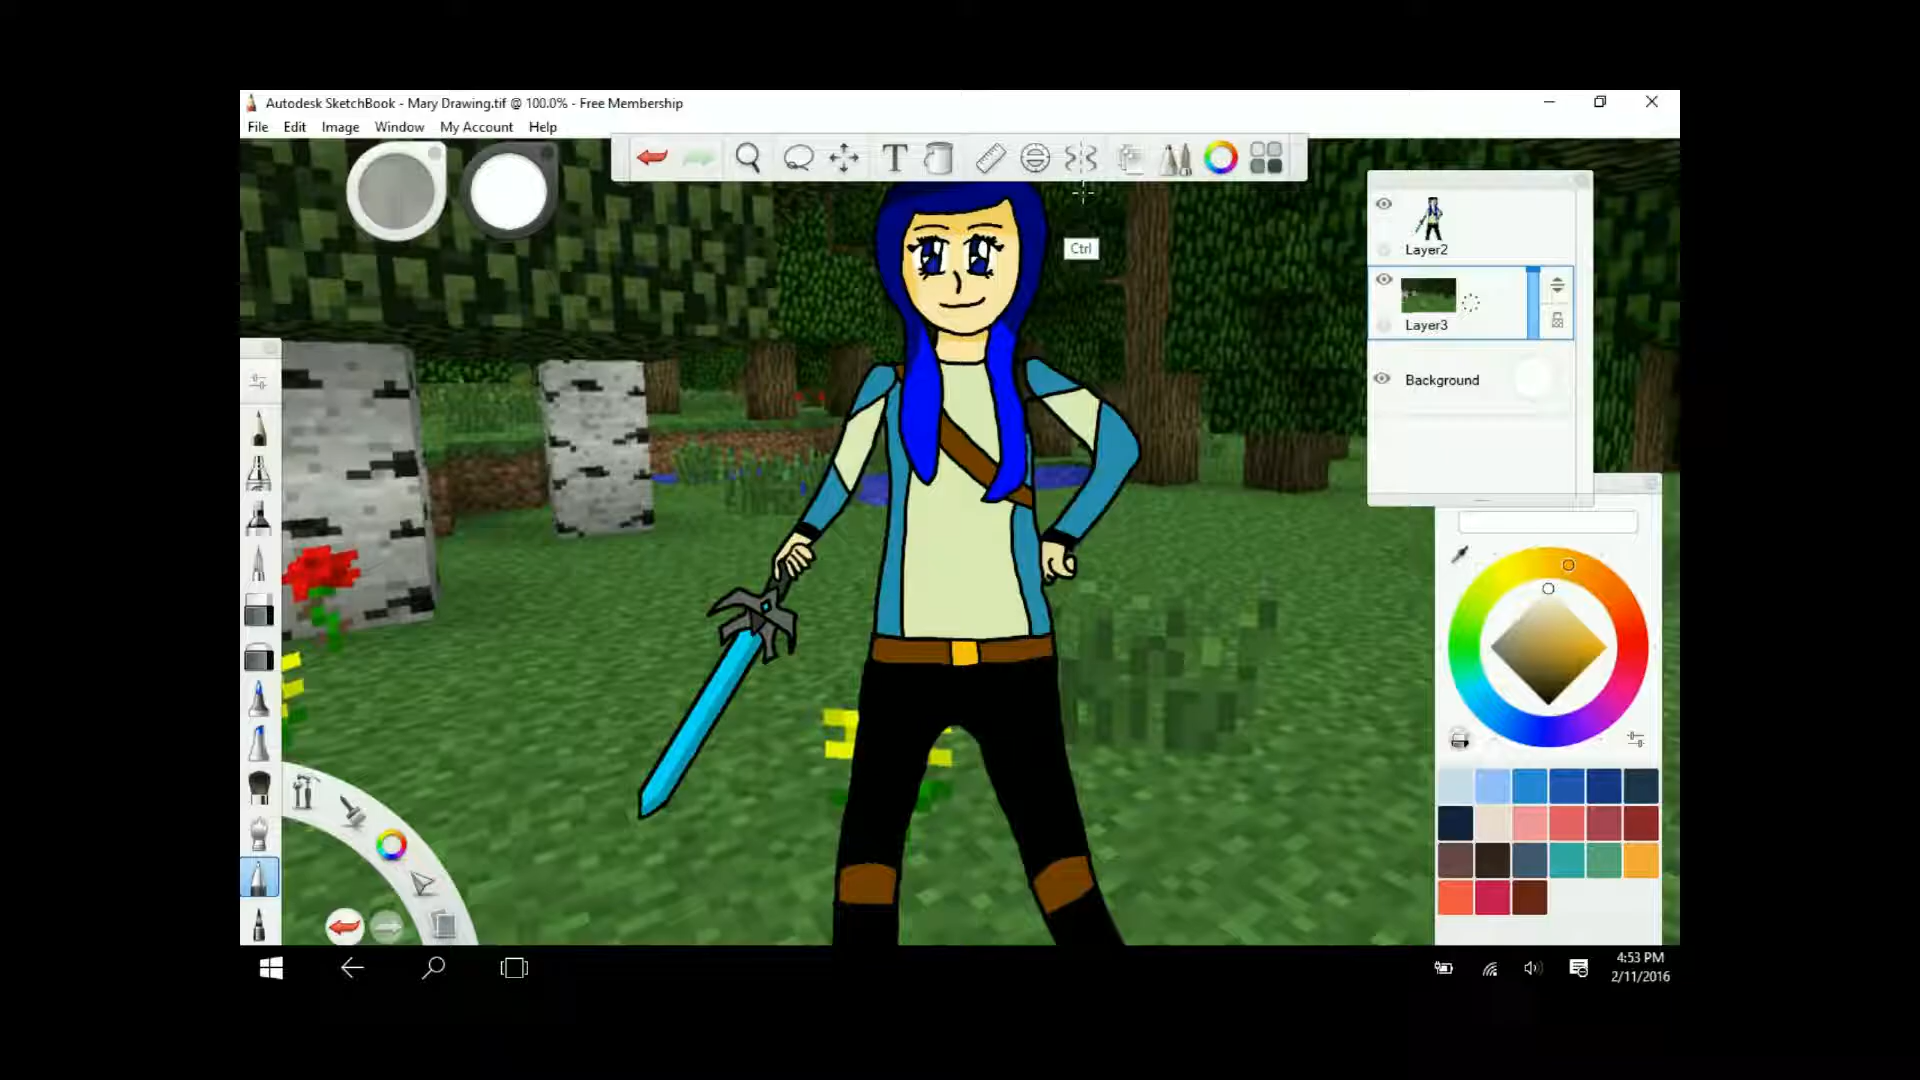 Autodesk SketchBook - Mary Drawing.tif @ 100.0% - Free Membership
File Edit Image Window My Account Help
T
Ctrl
Layer2
Layer3
Background
4:53 PM
2/11/2016